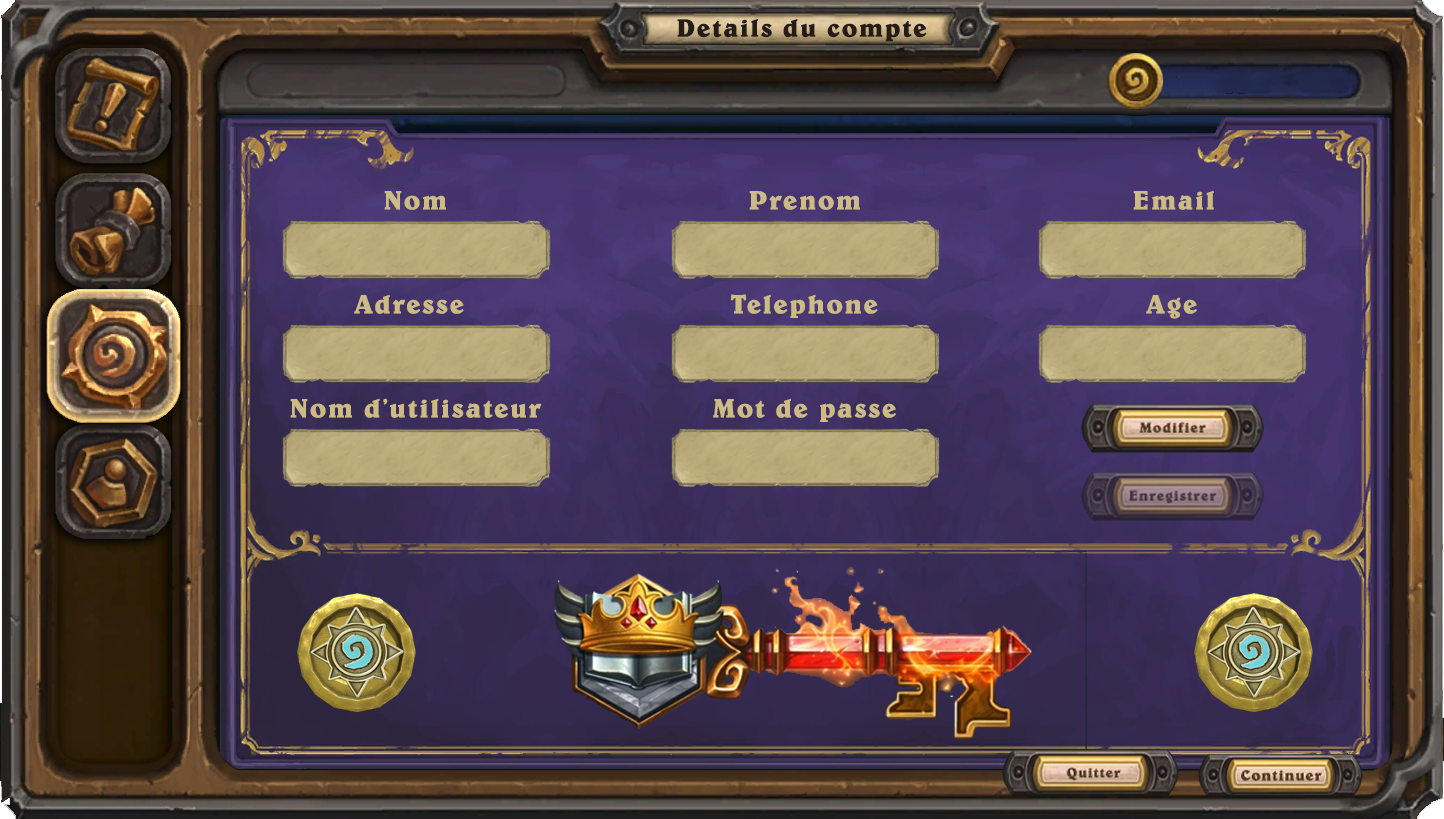 Details du compte
Nom
Prenom
Email
Adresse
Telephone
Age
Nom d'utilisateur
Mot de passe
Modifier
Enregistrer
Quitter
Continuer